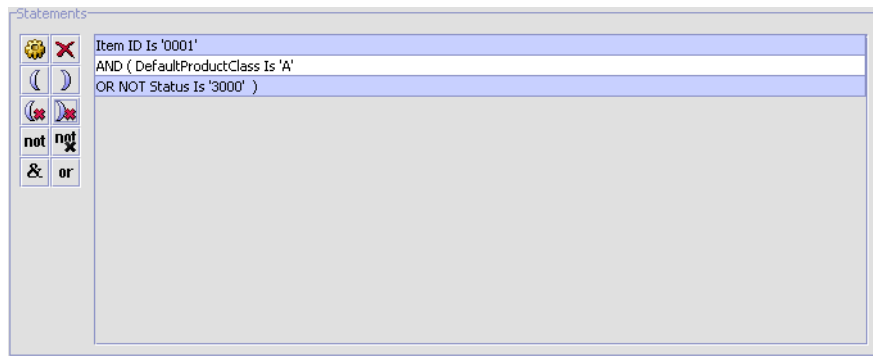 Statements
Item ID Is '0001'
AND ( DefaultProductClass Is 'A'
OR NOT Status Is '3000' )
not not
& or